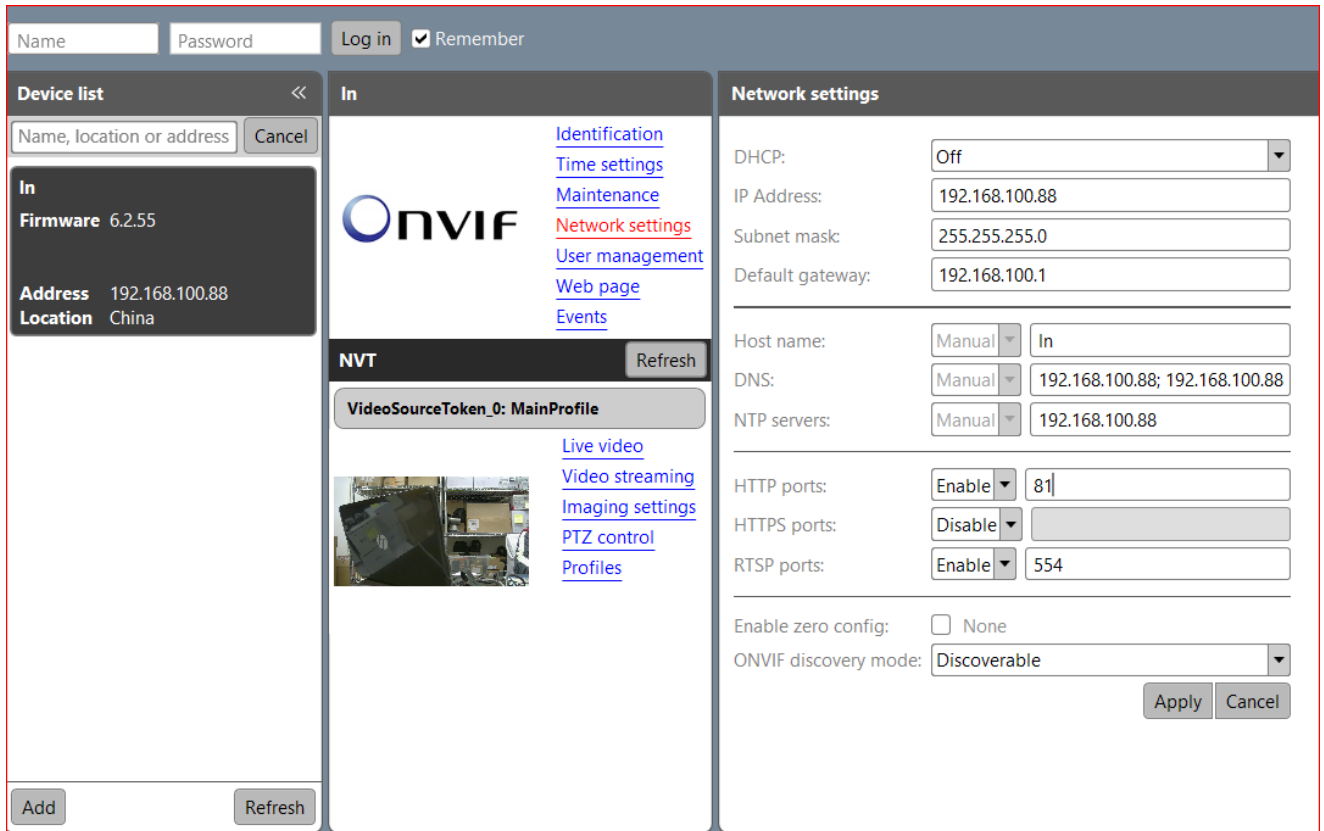 Name Password Log in Remember
Device list
Name, location or address Cancel
In
Firmware 6.2.55
Address 192.168.100.88
Location China
Add Refresh
In
ONVIF
Identification
Time settings
Maintenance
Network settings
User management
Web page
Events
NVT Refresh
VideoSourceToken_0: MainProfile
Live video
Video streaming
Imaging settings
PTZ control
Profiles
Network settings
DHCP: Off
IP Address: 192.168.100.88
Subnet mask: 255.255.255.0
Default gateway: 192.168.100.1
Host name: Manual In
DNS: Manual 192.168.100.88; 192.168.100.88
NTP servers: Manual 192.168.100.88
HTTP ports: Enable 81
HTTPS ports: Disable
RTSP ports: Enable 554
Enable zero config: None
ONVIF discovery mode: Discoverable
Apply Cancel